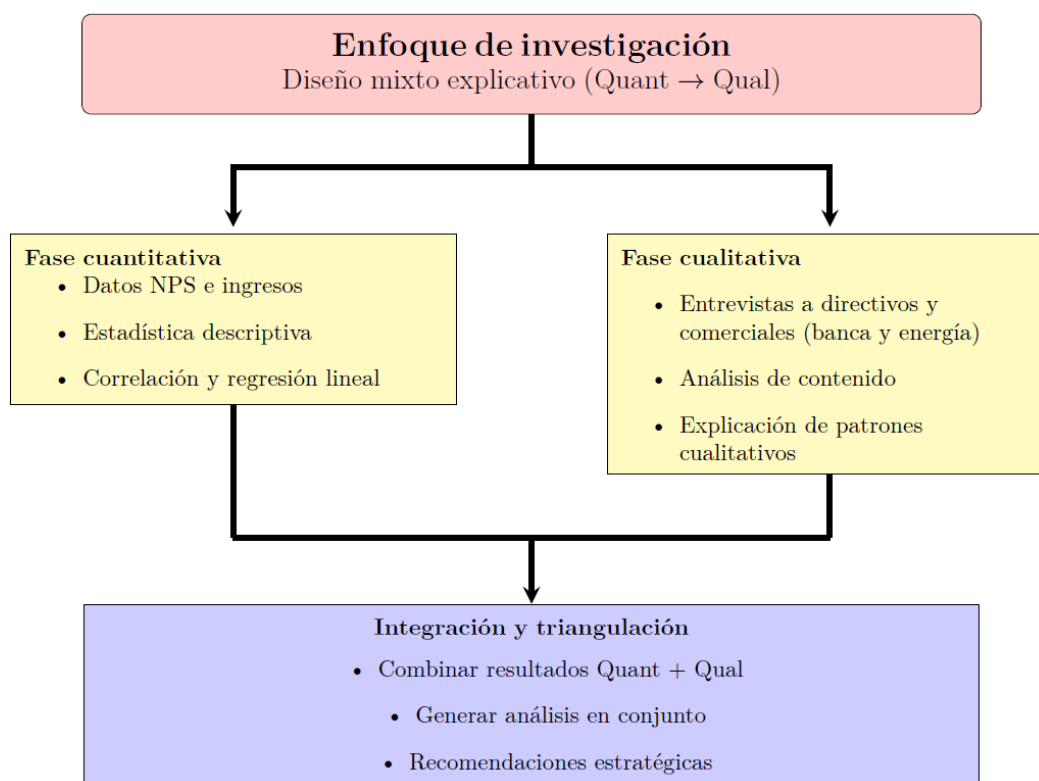 Enfoque de investigación
Diseño mixto explicativo (Quant → Qual)
Fase cuantitativa
• Datos NPS e ingresos
• Estadística descriptiva
• Correlación y regresión lineal
Fase cualitativa
• Entrevistas a directivos y
comerciales (banca y energía)
• Análisis de contenido
• Explicación de patrones
cualitativos
Integración y triangulación
• Combinar resultados Quant + Qual
• Generar análisis en conjunto
• Recomendaciones estratégicas